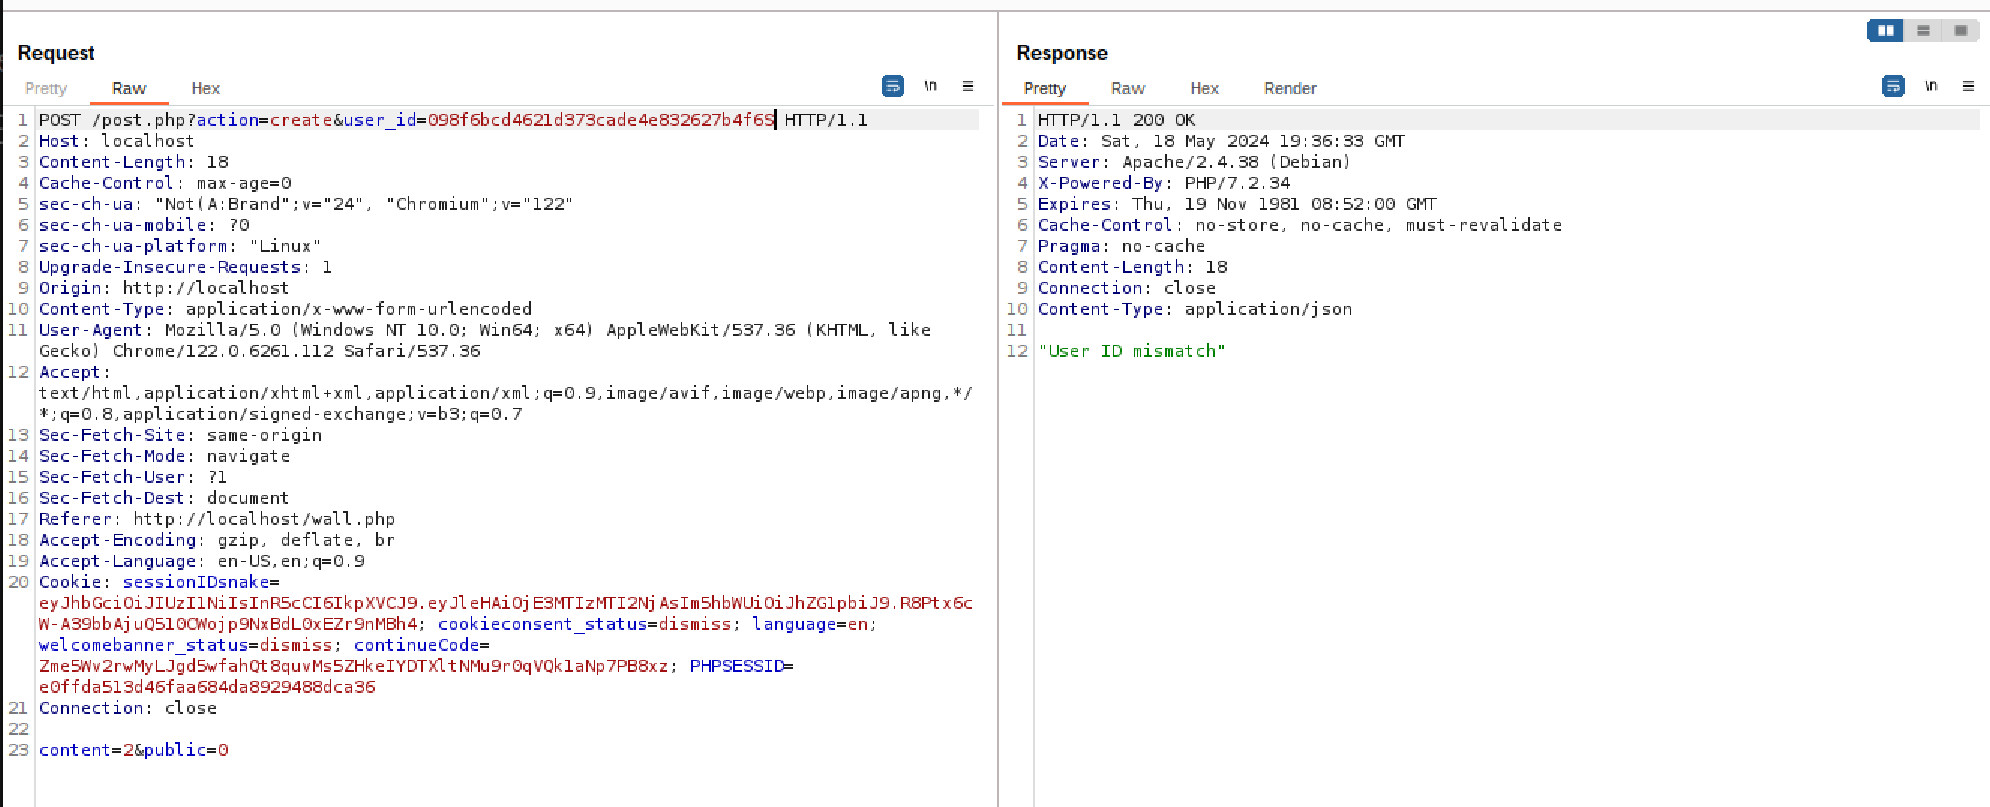 Request
Response
Pretty Raw Hex
\n
Pretty Raw Hex Render
\n
1 POST /post.php?action=create&user_id=098f6bcd4621d373cade4e832627b4f6S HTTP/1.1
2 Host: localhost
3 Content-Length: 18
4 Cache-Control: max-age=0
5 sec-ch-ua: "Not(A:Brand";v="24", "Chromium";v="122"
6 sec-ch-ua-mobile: ?0
7 sec-ch-ua-platform: "Linux"
8 Upgrade-Insecure-Requests: 1
9 Origin: http://localhost
10 Content-Type: application/x-www-form-urlencoded
11 User-Agent: Mozilla/5.0 (Windows NT 10.0; Win64; x64) AppleWebKit/537.36 (KHTML, like
Gecko) Chrome/122.0.6261.112 Safari/537.36
12 Accept:
text/html,application/xhtml+xml,application/xml;q=0.9,image/avif,image/webp,image/apng,*/
*;q=0.8,application/signed-exchange;v=b3;q=0.7
13 Sec-Fetch-Site: same-origin
14 Sec-Fetch-Mode: navigate
15 Sec-Fetch-User: ?1
16 Sec-Fetch-Dest: document
17 Referer: http://localhost/wall.php
18 Accept-Encoding: gzip, deflate, br
19 Accept-Language: en-US,en;q=0.9
20 Cookie: sessionIDsnake=
eyJhbGciOiJIUzI1NiIsInR5cCI6IkpXVCJ9.eyJleHAiOjE3MTIzMTI2NjAsIm5hbWUiOiJhZG1pbiJ9.R8Ptx6c
W-A39bbAjuQ510CWojp9NxBdL0xEZr9nMBh4; cookieconsent_status=dismiss; language=en;
welcomebanner_status=dismiss; continueCode=
Zme5Wv2rwMyLJgd5wfahQt8quvMs5ZHkeIYDTXltNMu9r0qVQk1aNp7PB8xz; PHPSESSID=
e0ffda513d46faa684da8929488dca36
21 Connection: close
22
23 content=2&public=0
1 HTTP/1.1 200 OK
2 Date: Sat, 18 May 2024 19:36:33 GMT
3 Server: Apache/2.4.38 (Debian)
4 X-Powered-By: PHP/7.2.34
5 Expires: Thu, 19 Nov 1981 08:52:00 GMT
6 Cache-Control: no-store, no-cache, must-revalidate
7 Pragma: no-cache
8 Content-Length: 18
9 Connection: close
10 Content-Type: application/json
11
12 "User ID mismatch"